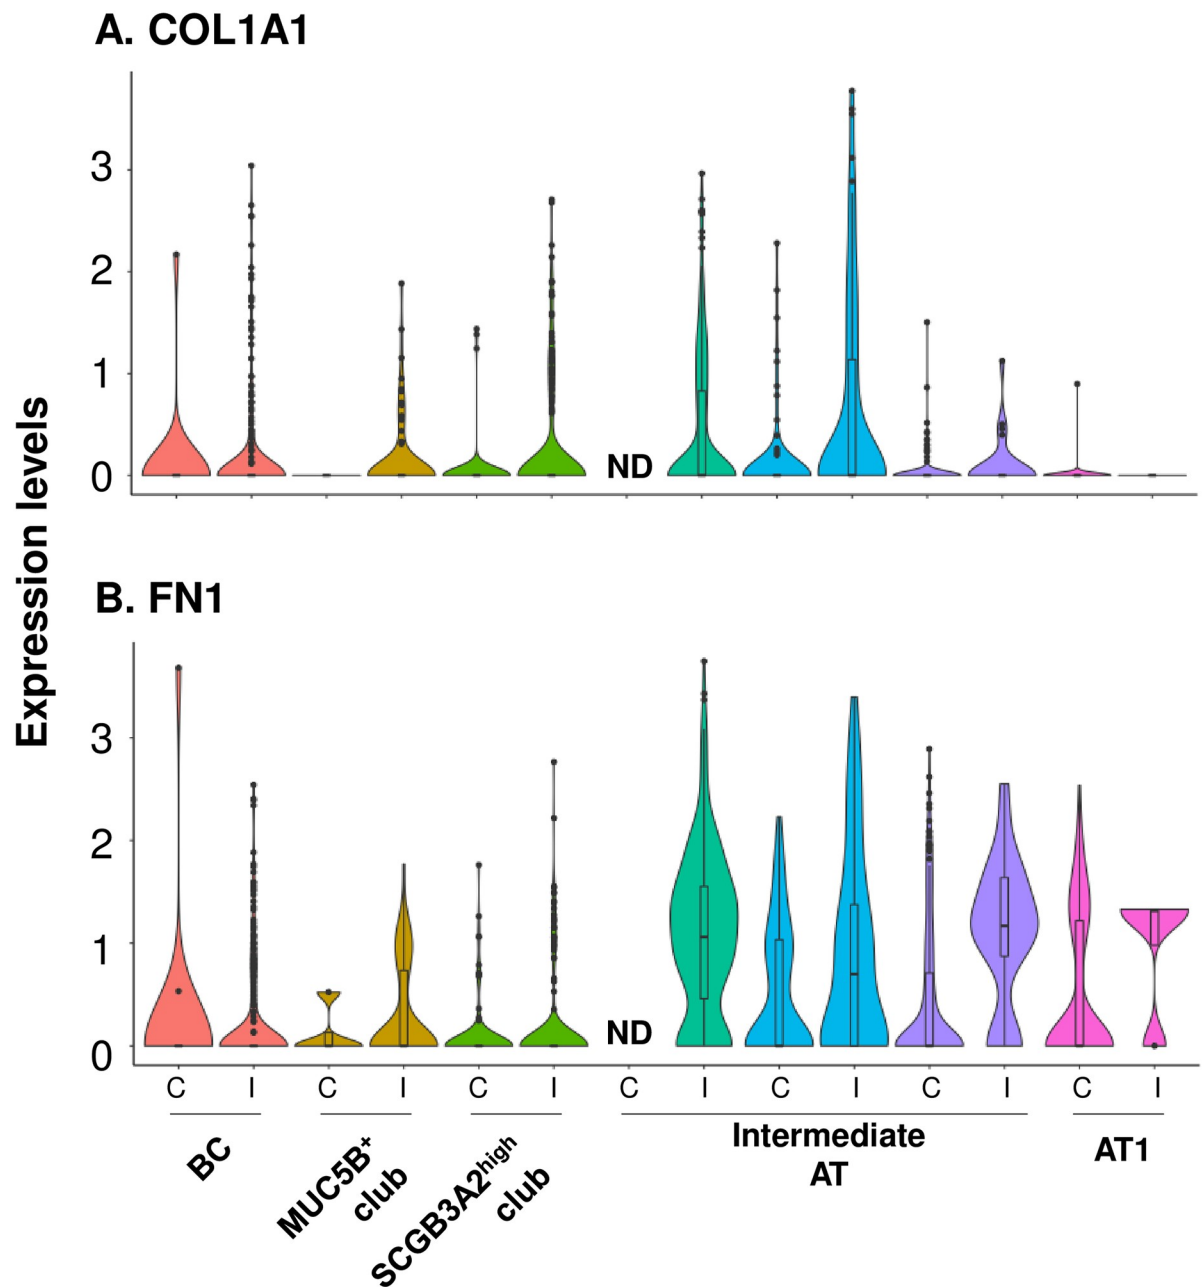 A. COL1A1
3
2
1
0
ND
Expression levels
B. FN1
3
2
1
0
ND
C I C I C I C I C I C I C I
BC
MUC5B⁺
club
SCGB3A2ʰⁱᵍʰ
club
Intermediate
AT
AT1